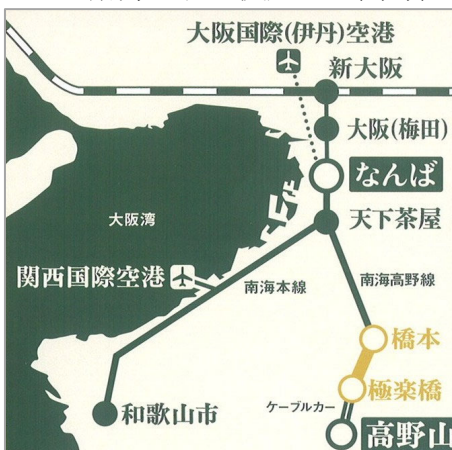 大阪国際(伊丹)空港
新大阪
大阪(梅田)
なんば
大阪湾
天下茶屋
関西国際空港
南海本線
南海高野線
橋本
極楽橋
ケーブルカー
和歌山市
高野山